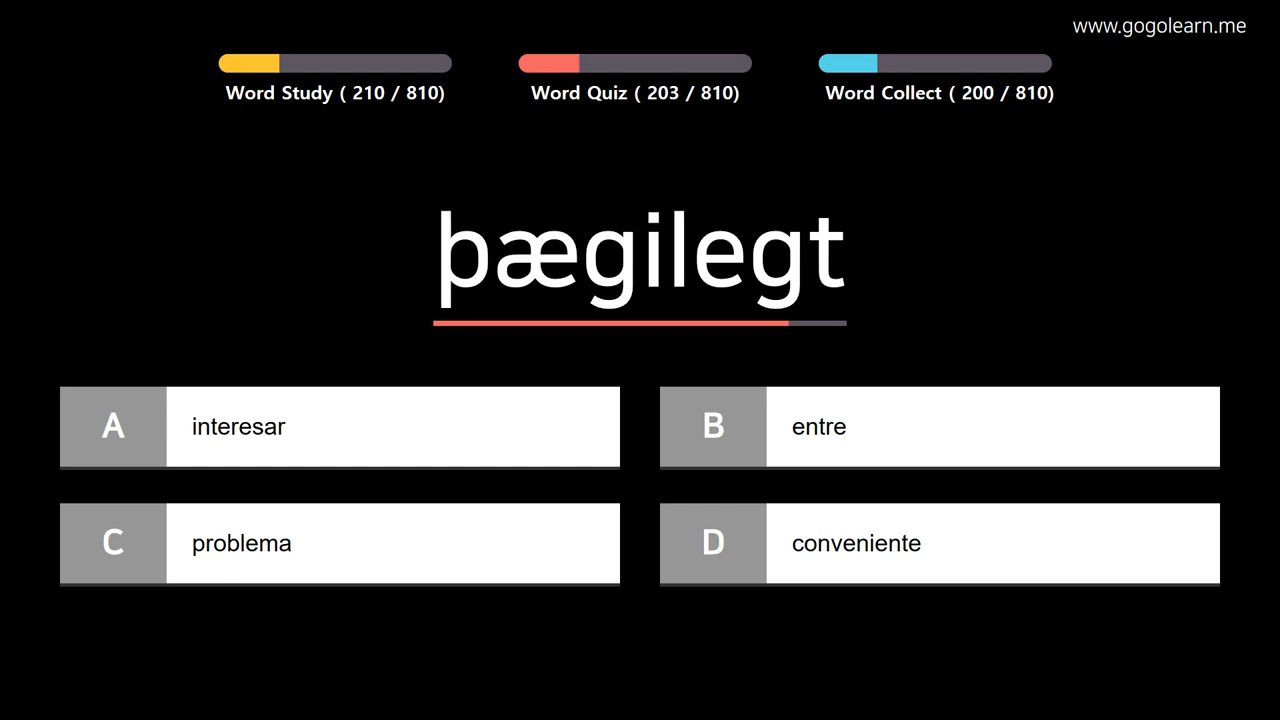 www.gogolearn.me
Word Study ( 210 / 810)
Word Quiz ( 203 / 810)
Word Collect ( 200 / 810)
þægilegt
A interesar
B entre
C problema
D conveniente